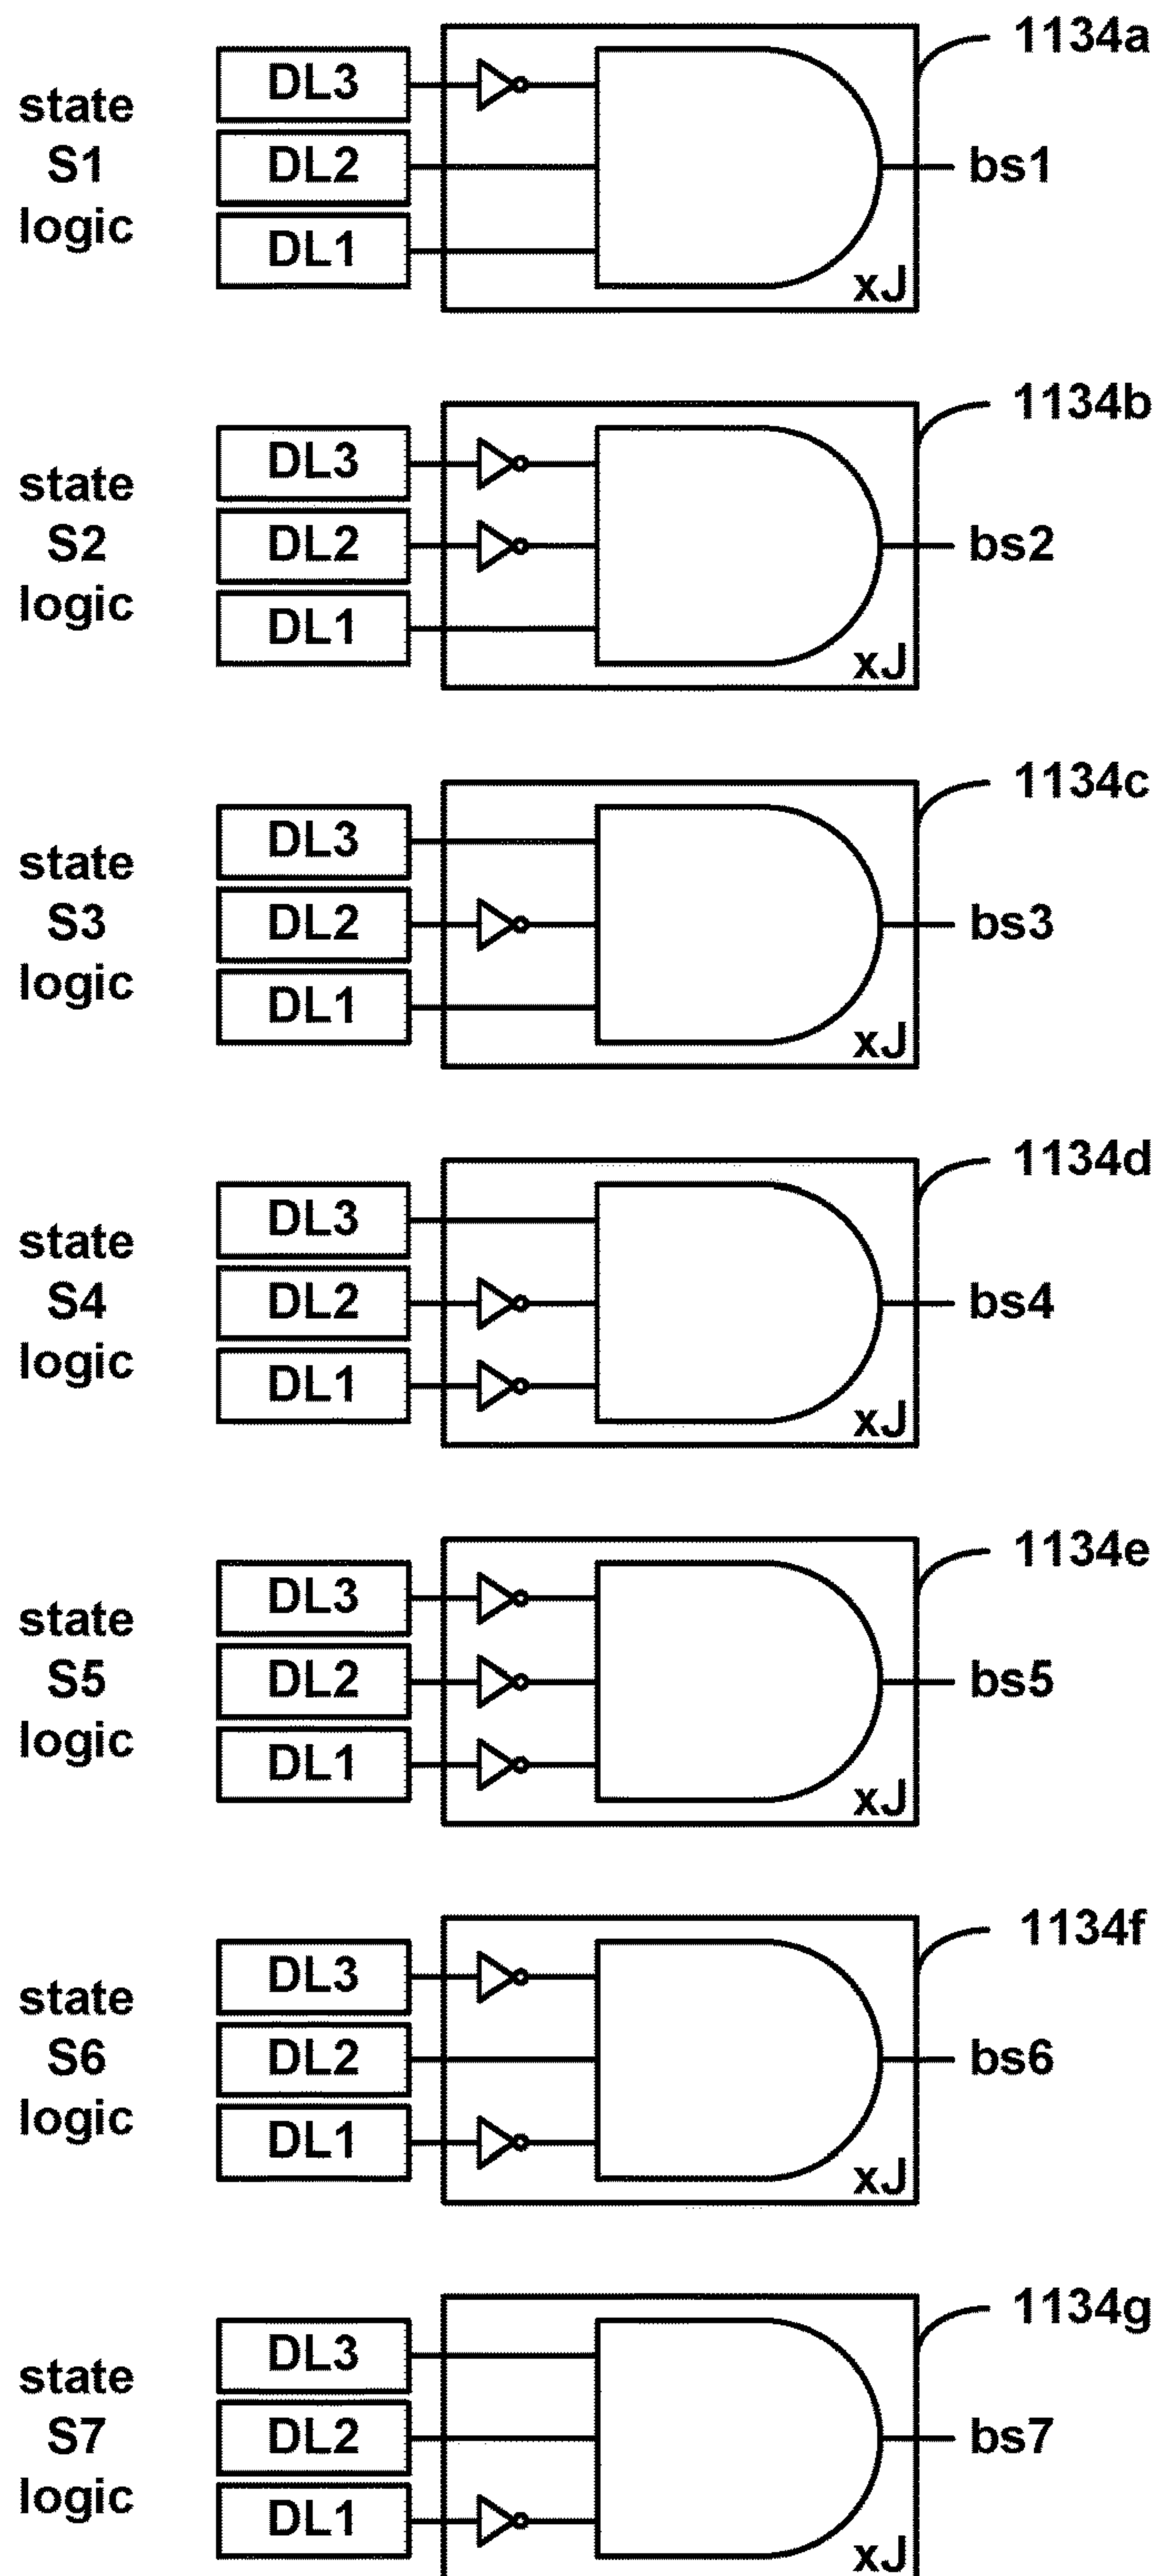 1134a
state
S1
logic
DL3
DL2
DL1
bs1
xJ
1134b
state
S2
logic
DL3
DL2
DL1
bs2
xJ
1134c
state
S3
logic
DL3
DL2
DL1
bs3
xJ
1134d
state
S4
logic
DL3
DL2
DL1
bs4
xJ
1134e
state
S5
logic
DL3
DL2
DL1
bs5
xJ
1134f
state
S6
logic
DL3
DL2
DL1
bs6
xJ
1134g
state
S7
logic
DL3
DL2
DL1
bs7
xJ